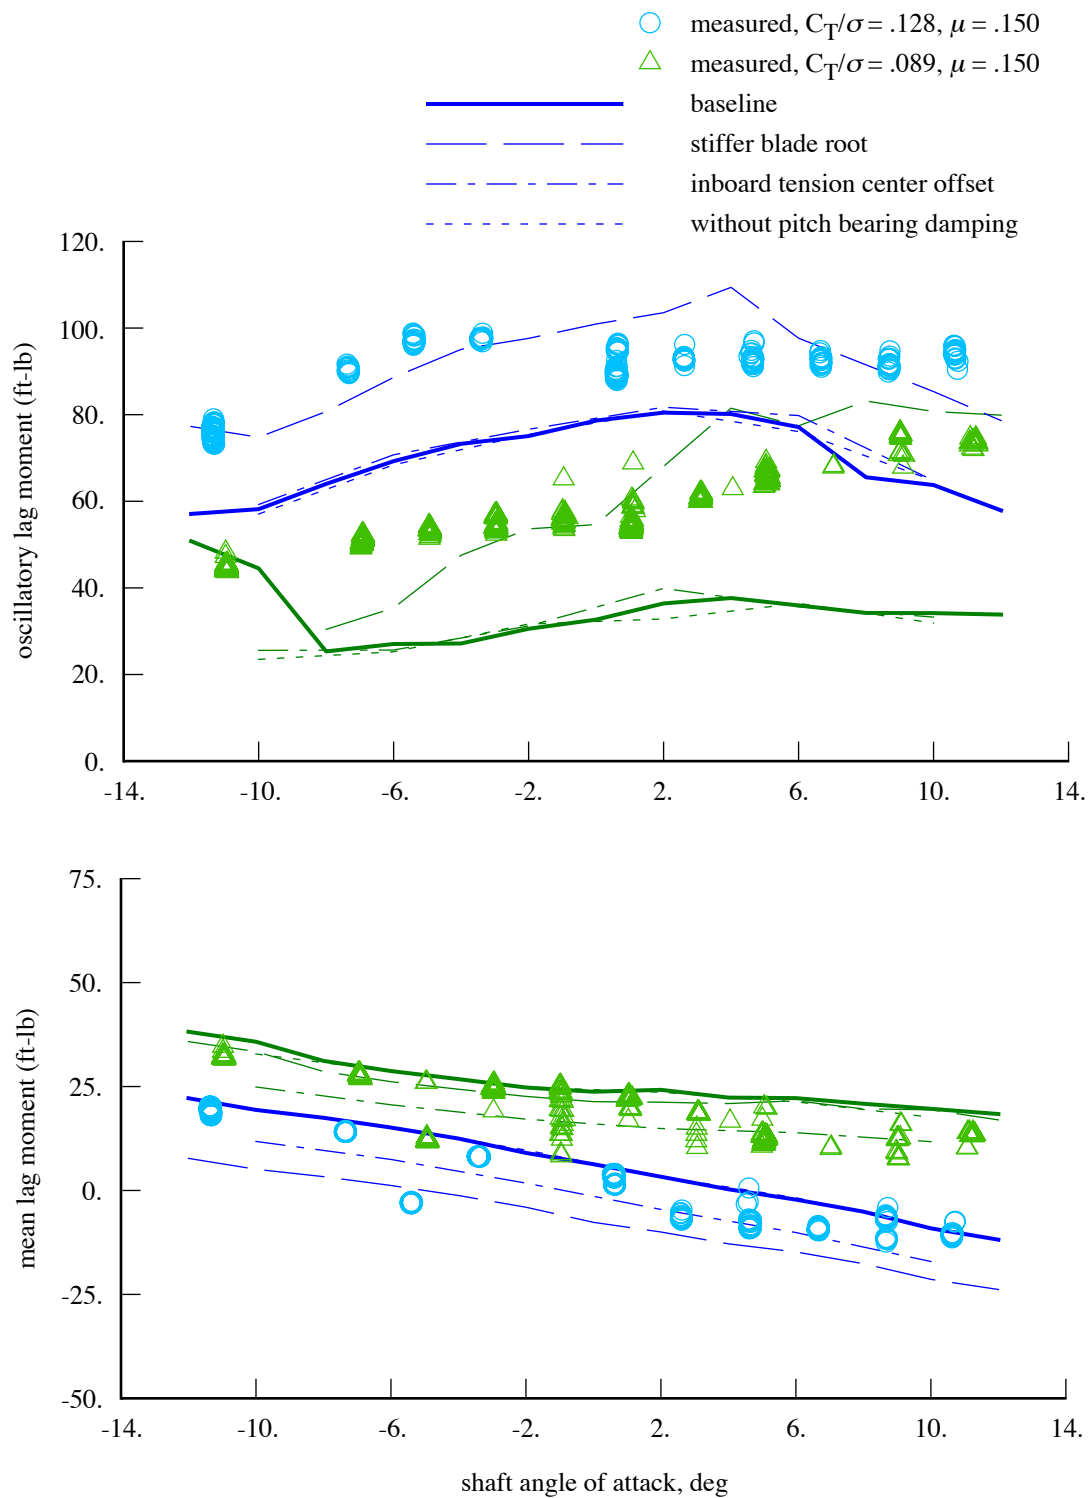 measured, C_T/σ = .128, μ = .150
measured, C_T/σ = .089, μ = .150
baseline
stiffer blade root
inboard tension center offset
without pitch bearing damping
120.
100.
80.
60.
40.
20.
0.
oscillatory lag moment (ft-lb)
-14. -10. -6. -2. 2. 6. 10. 14.
75.
50.
25.
0.
-25.
-50.
mean lag moment (ft-lb)
-14. -10. -6. -2. 2. 6. 10. 14.
shaft angle of attack, deg